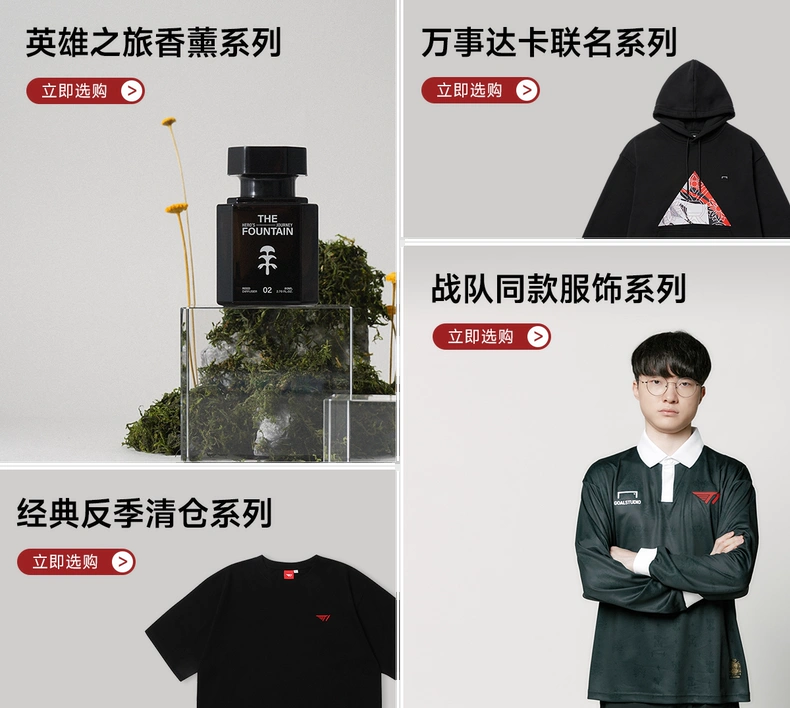 英雄之旅香薰系列
立即选购 >
THE
HERO'S JOURNEY
FOUNTAIN
02
万事达卡联名系列
立即选购 >
战队同款服饰系列
立即选购 >
GOALSTUDIO
经典反季清仓系列
立即选购 >